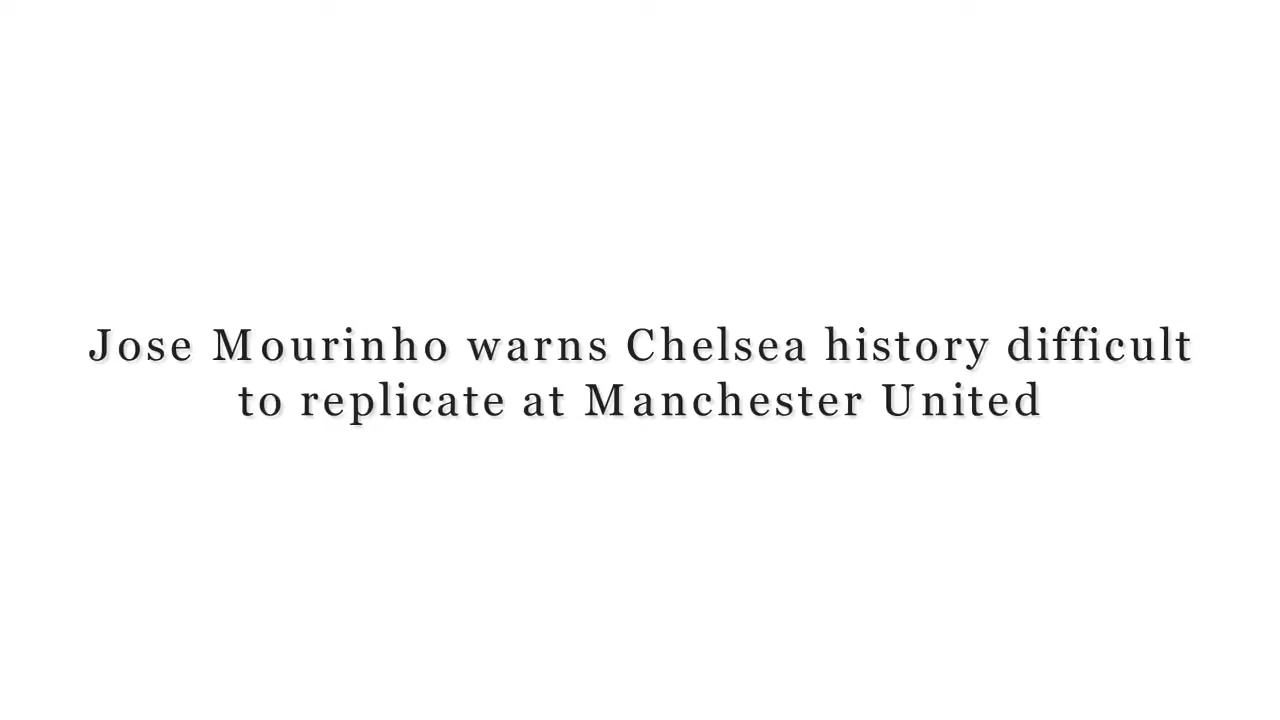 Jose Mourinho warns Chelsea history difficult
to replicate at Manchester United